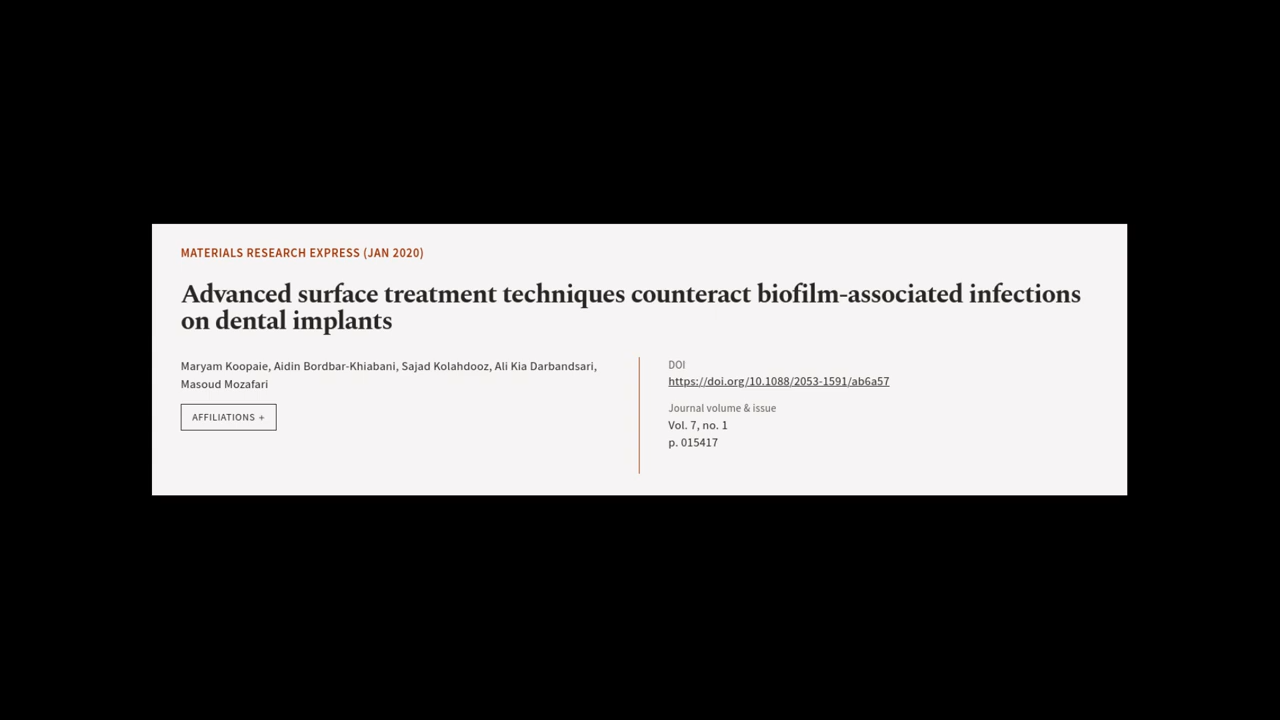 MATERIALS RESEARCH EXPRESS (JAN 2020)
Advanced surface treatment techniques counteract biofilm-associated infections
on dental implants
Maryam Koopaie, Aidin Bordbar-Khiabani, Sajad Kolahdooz, Ali Kia Darbandsari,
Masoud Mozafari
AFFILIATIONS +
DOI
https://doi.org/10.1088/2053-1591/ab6a57
Journal volume & issue
Vol. 7, no. 1
p. 015417